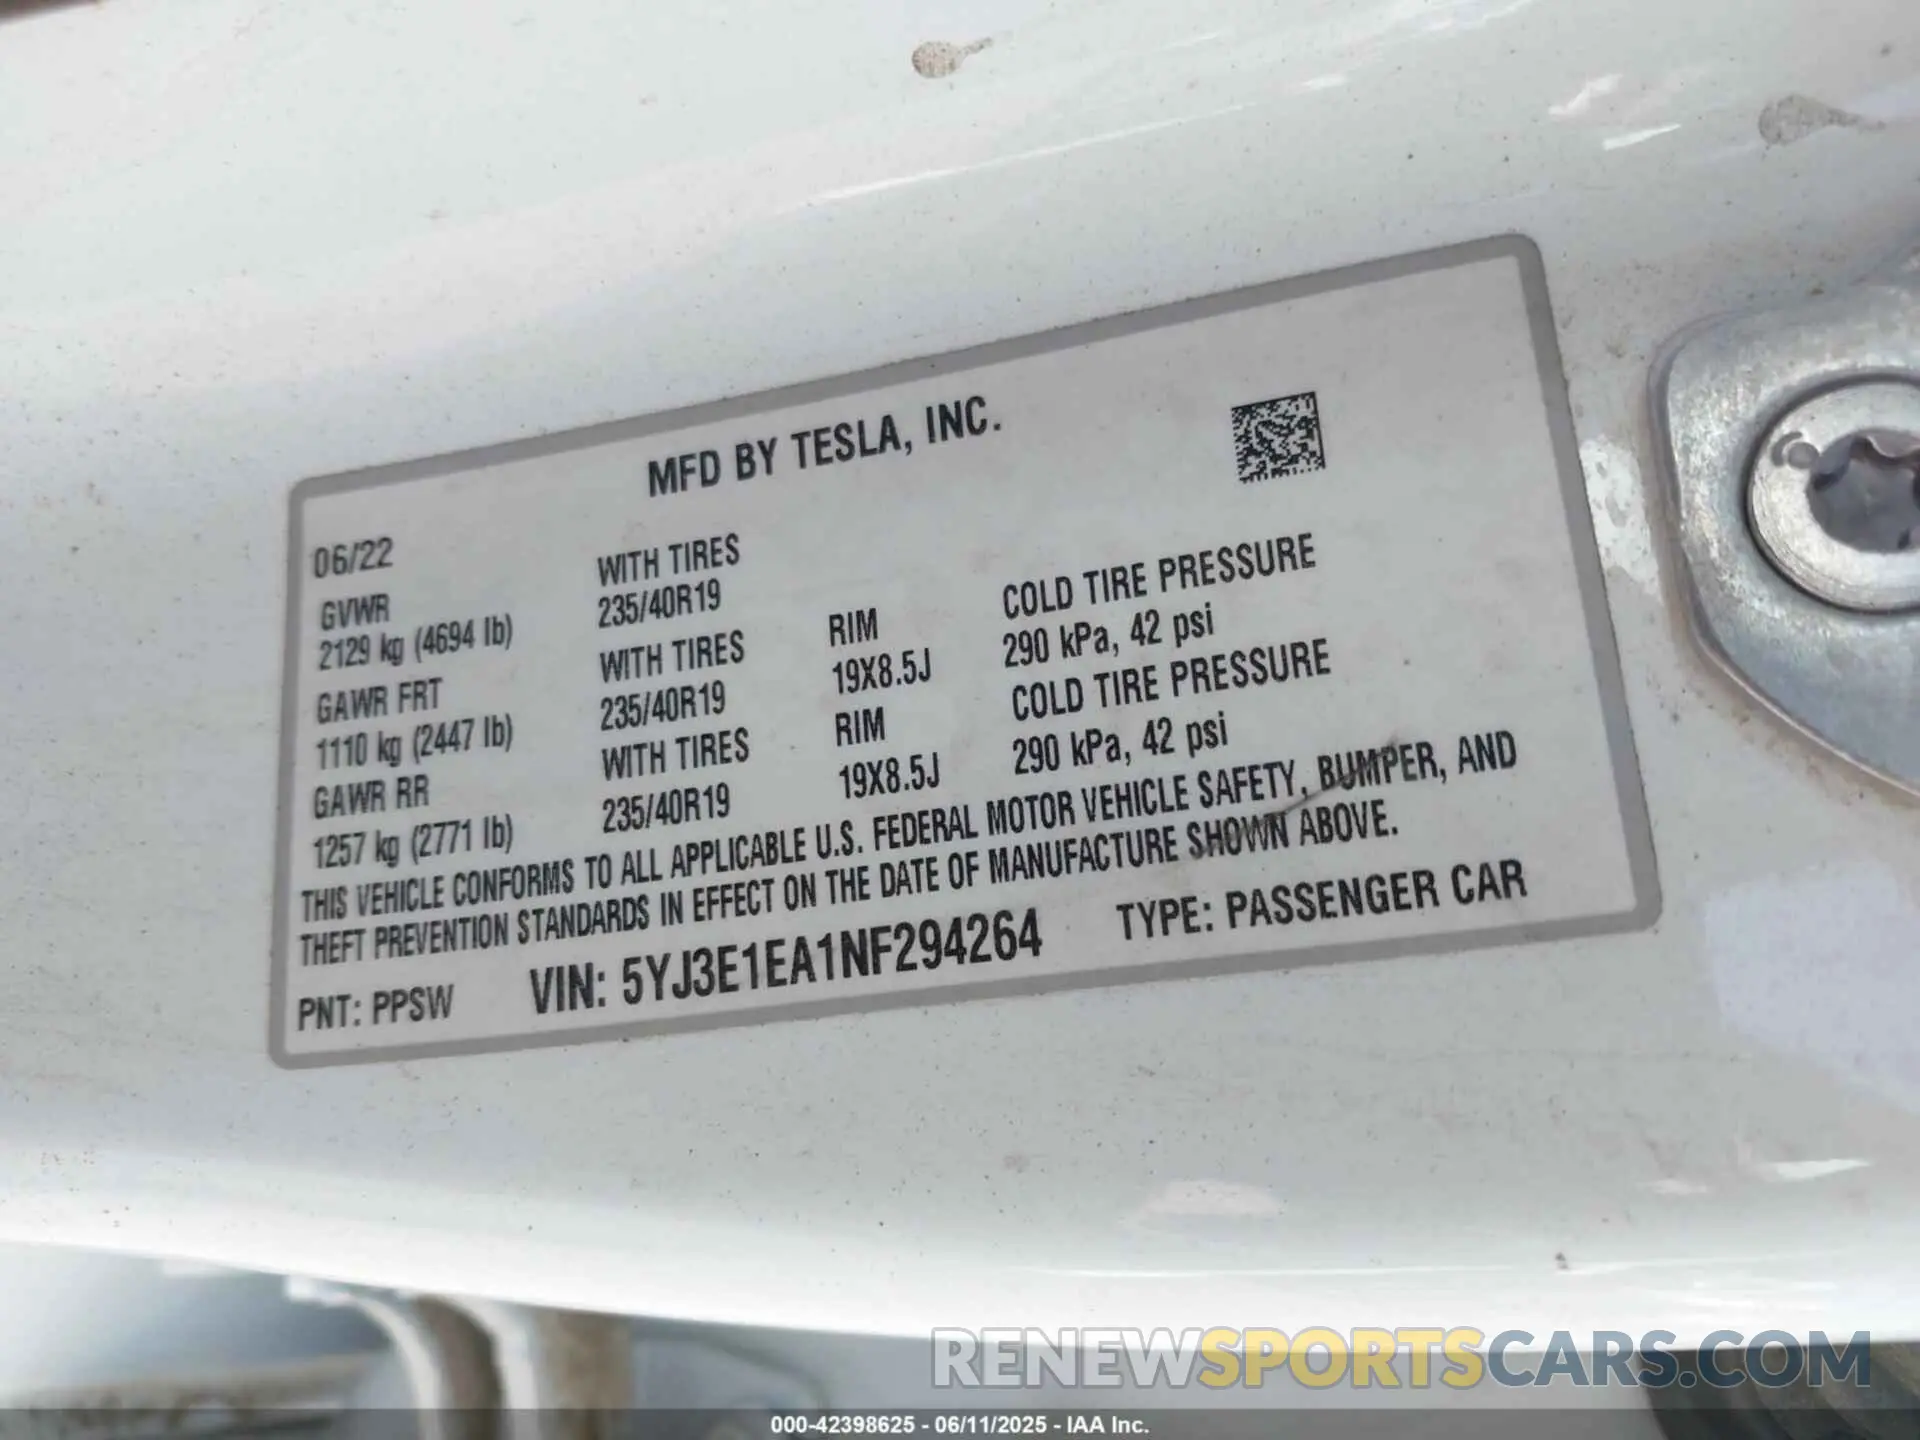 MFD BY TESLA, INC.
06/22
GVWR WITH TIRES
2129 kg (4694 lb) 235/40R19
GAWR FRT WITH TIRES RIM COLD TIRE PRESSURE
1110 kg (2447 lb) 235/40R19 19X8.5J 290 kPa, 42 psi
GAWR RR WITH TIRES RIM COLD TIRE PRESSURE
1257 kg (2771 lb) 235/40R19 19X8.5J 290 kPa, 42 psi
THIS VEHICLE CONFORMS TO ALL APPLICABLE U.S. FEDERAL MOTOR VEHICLE SAFETY, BUMPER, AND
THEFT PREVENTION STANDARDS IN EFFECT ON THE DATE OF MANUFACTURE SHOWN ABOVE.
PNT: PPSW VIN: 5YJ3E1EA1NF294264 TYPE: PASSENGER CAR
RENEWSPORTSCARS.COM
000-42398625 - 06/11/2025 - IAA Inc.